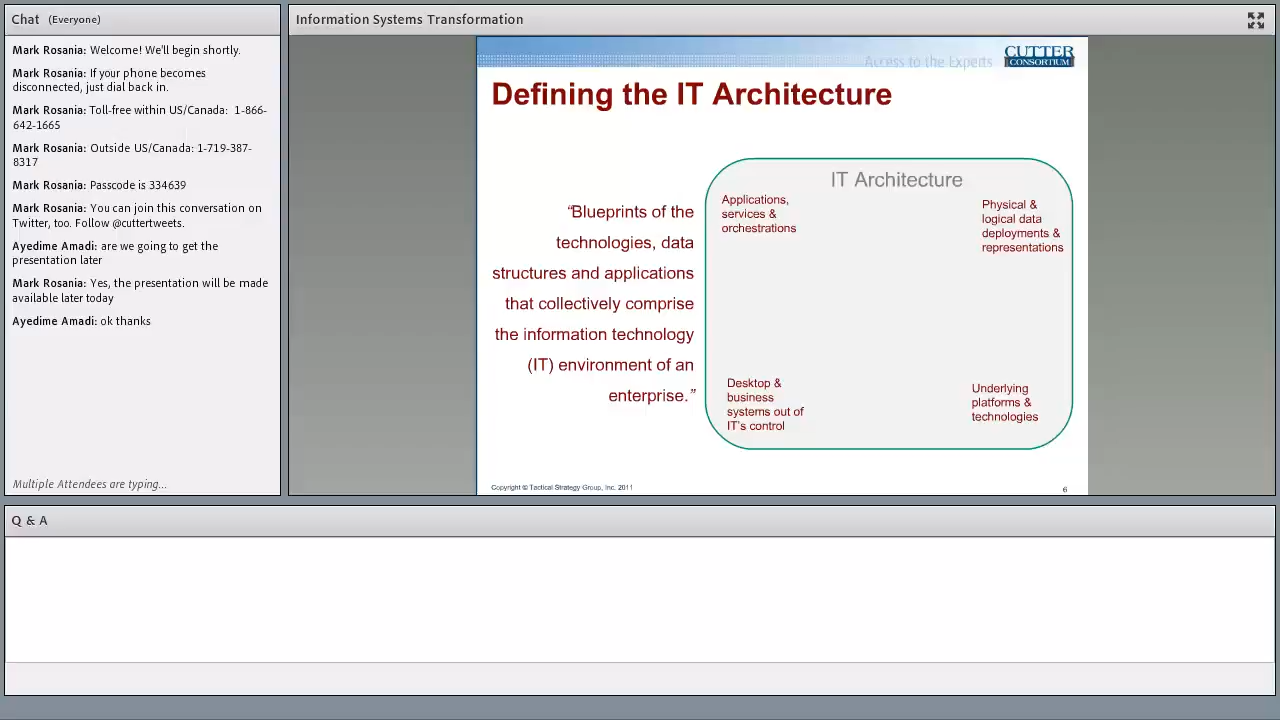 Chat (Everyone)
Mark Rosania: Welcome! We'll begin shortly.
Mark Rosania: If your phone becomes
disconnected, just dial back in.
Mark Rosania: Toll-free within US/Canada: 1-866-
642-1665
Mark Rosania: Outside US/Canada: 1-719-387-
8317
Mark Rosania: Passcode is 334639
Mark Rosania: You can join this conversation on
Twitter, too. Follow @cuttertweets.
Ayedime Amadi: are we going to get the
presentation later
Mark Rosania: Yes, the presentation will be made
available later today
Ayedime Amadi: ok thanks
Multiple Attendees are typing...
Information Systems Transformation
Access to the Experts
CUTTER
CONSORTIUM
Defining the IT Architecture
“Blueprints of the
technologies, data
structures and applications
that collectively comprise
the information technology
(IT) environment of an
enterprise.”
IT Architecture
Applications,
services &
orchestrations
Physical &
logical data
deployments &
representations
Desktop &
business
systems out of
IT's control
Underlying
platforms &
technologies
Copyright © Tactical Strategy Group, Inc. 2011
6
Q & A